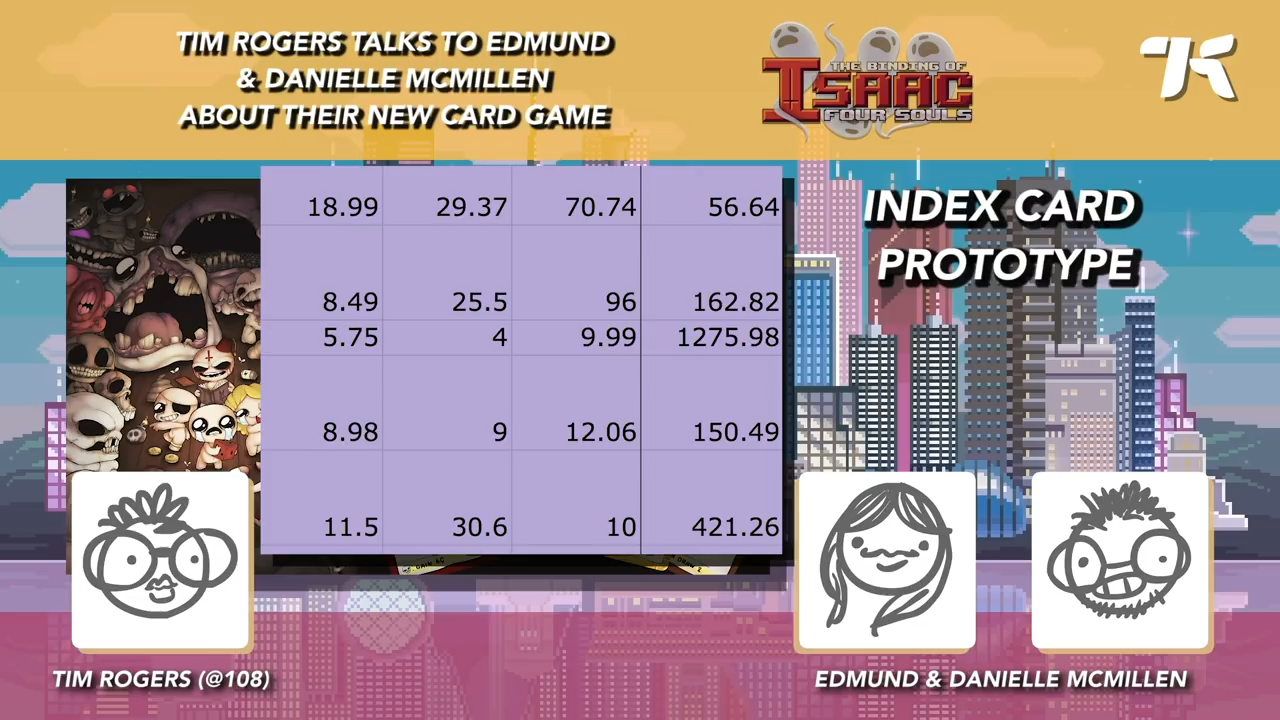 TIM ROGERS TALKS TO EDMUND
& DANIELLE MCMILLEN
ABOUT THEIR NEW CARD GAME
THE BINDING OF
ISAAC
FOUR SOULS
INDEX CARD
PROTOTYPE
18.99 29.37 70.74 56.64
8.49 25.5 96 162.82
5.75 4 9.99 1275.98
8.98 9 12.06 150.49
11.5 30.6 10 421.26
TIM ROGERS (@108)
EDMUND & DANIELLE MCMILLEN